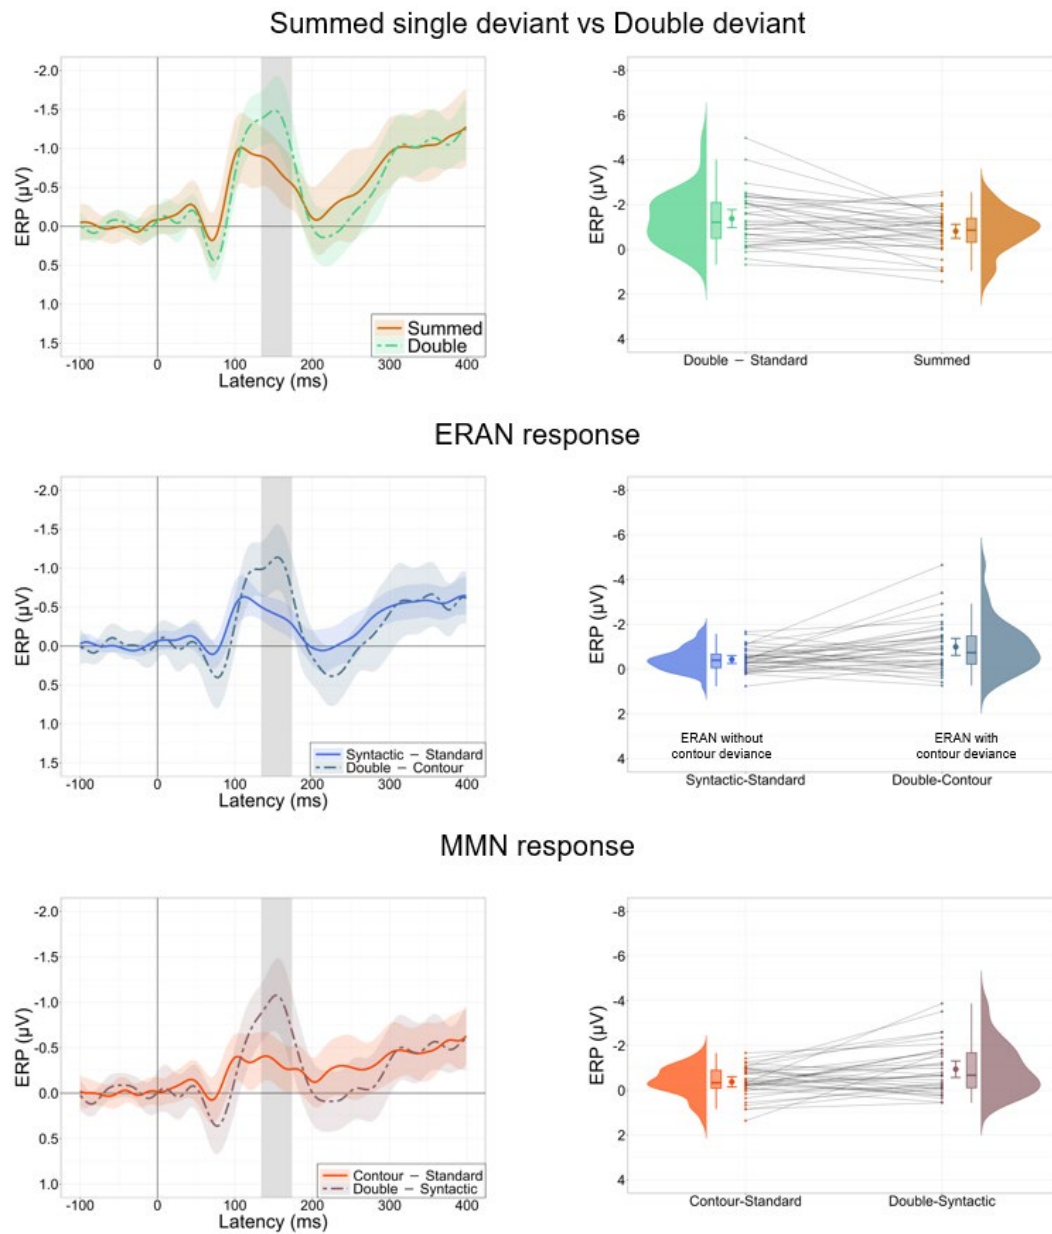 Summed single deviant vs Double deviant
ERP (µV)
-2.0
-1.5
-1.0
-0.5
0.0
0.5
1.0
1.5
-100
0
100
200
300
400
Latency (ms)
Summed
Double
ERP (µV)
-8
-6
-4
-2
0
2
4
Double − Standard
Summed
ERAN response
ERP (µV)
-2.0
-1.5
-1.0
-0.5
0.0
0.5
1.0
1.5
-100
0
100
200
300
400
Latency (ms)
Syntactic − Standard
Double − Contour
ERP (µV)
-8
-6
-4
-2
0
2
4
ERAN without
contour deviance
ERAN with
contour deviance
Syntactic-Standard
Double-Contour
MMN response
ERP (µV)
-2.0
-1.5
-1.0
-0.5
0.0
0.5
1.0
-100
0
100
200
300
400
Latency (ms)
Contour − Standard
Double − Syntactic
ERP (µV)
-8
-6
-4
-2
0
2
4
Contour-Standard
Double-Syntactic